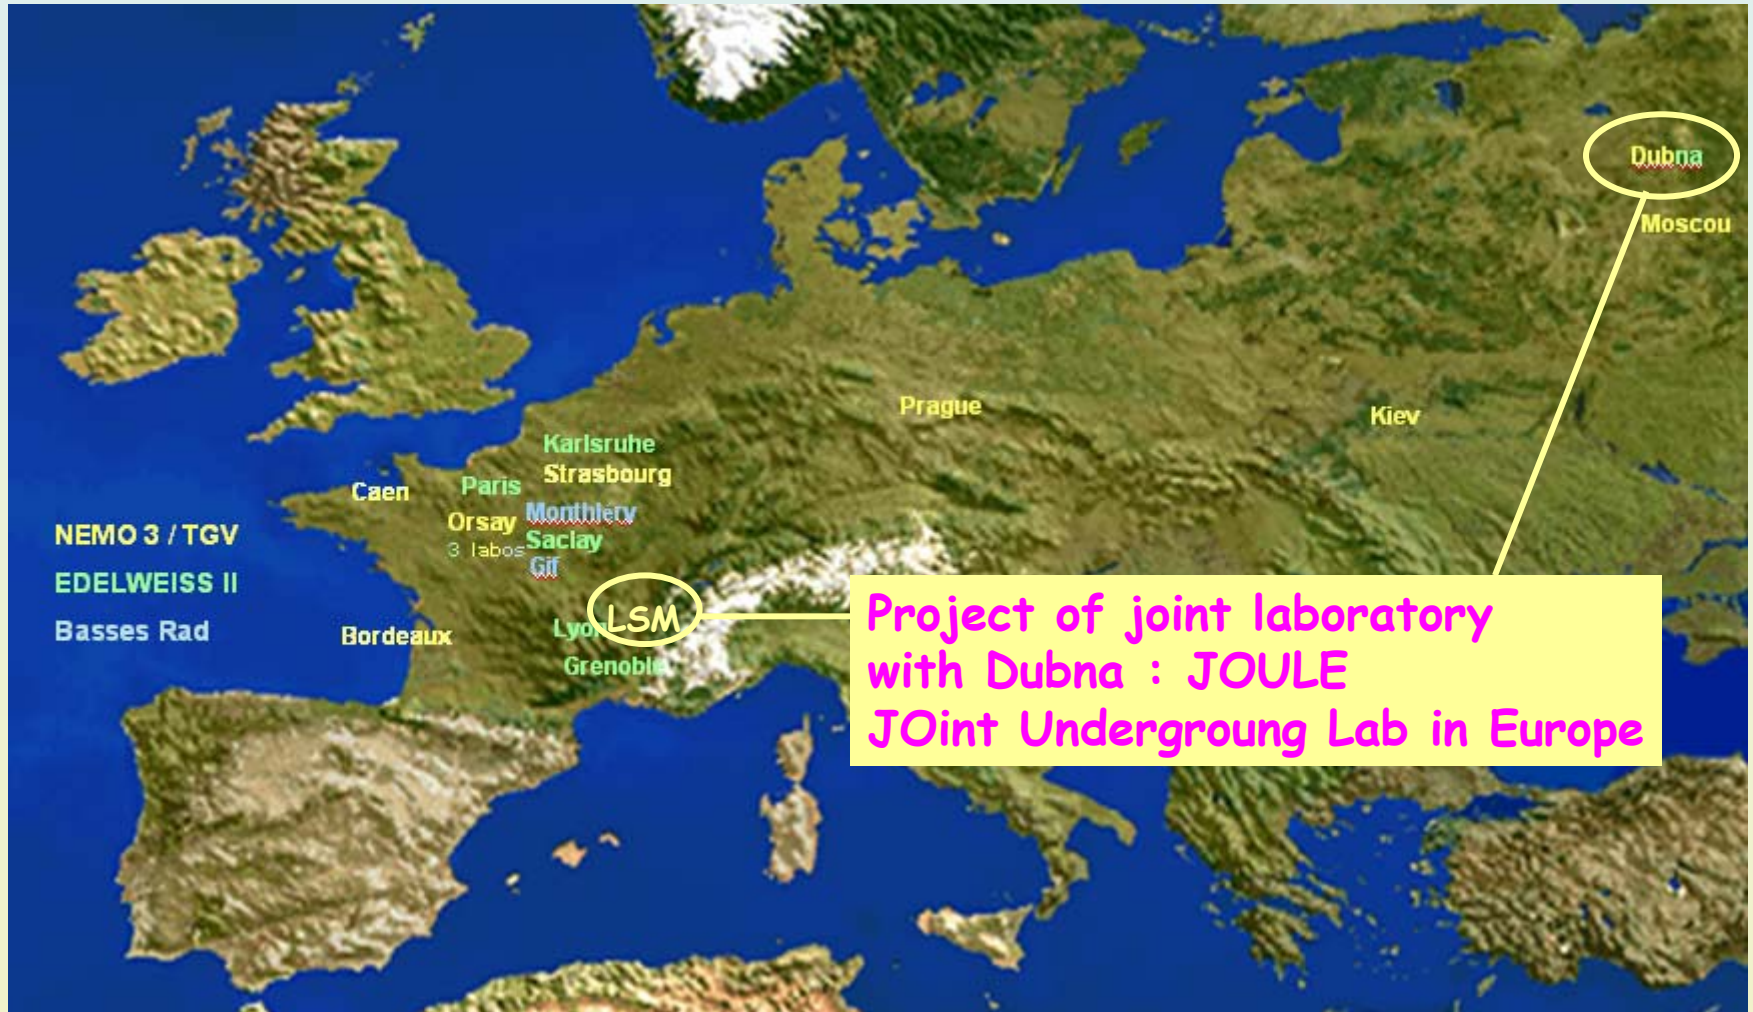 Dubna
Moscou
Prague
Kiev
Karlsruhe
Strasbourg
Caen
Paris
Orsay
Monthléry
3 labos
Saclay
Gif
NEMO 3 / TGV
EDELWEISS II
Basses Rad
LSM
Lyon
Bordeaux
Grenoble
Project of joint laboratory
with Dubna : JOULE
JOint Undergroung Lab in Europe